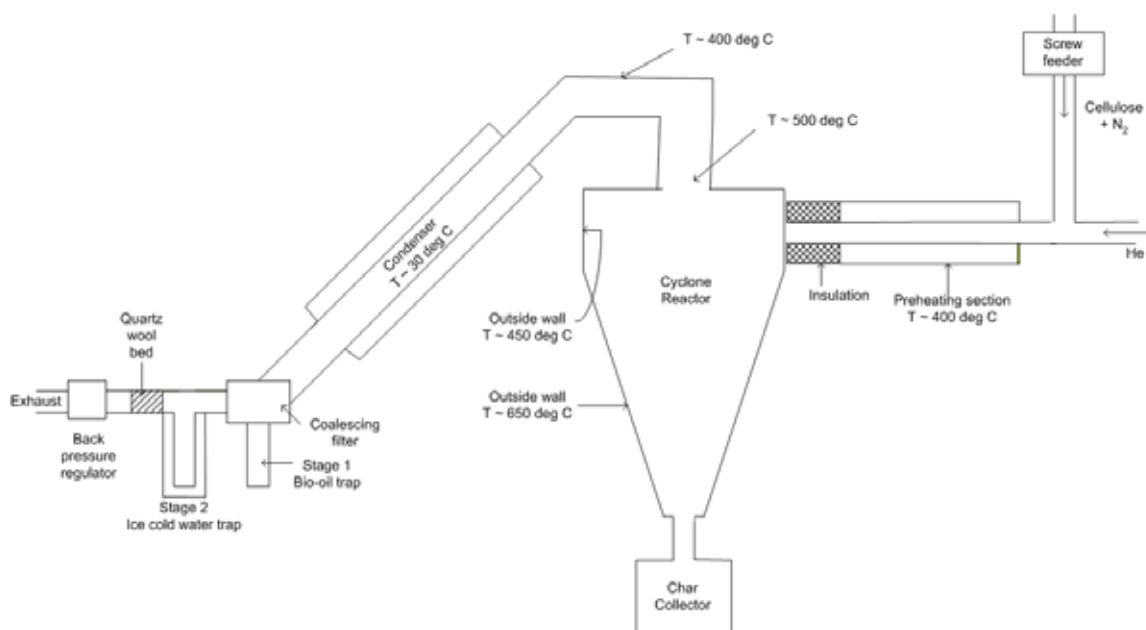 T ~ 400 deg C
Screw
feeder
Cellulose
+ N₂
T ~ 500 deg C
Condenser
T ~ 30 deg C
He
Cyclone
Reactor
Insulation
Preheating section
T ~ 400 deg C
Outside wall
T ~ 450 deg C
Quartz
wool
bed
Outside wall
T ~ 650 deg C
Exhaust
Coalescing
filter
Back
pressure
regulator
Stage 1
Bio-oil trap
Stage 2
Ice cold water trap
Char
Collector